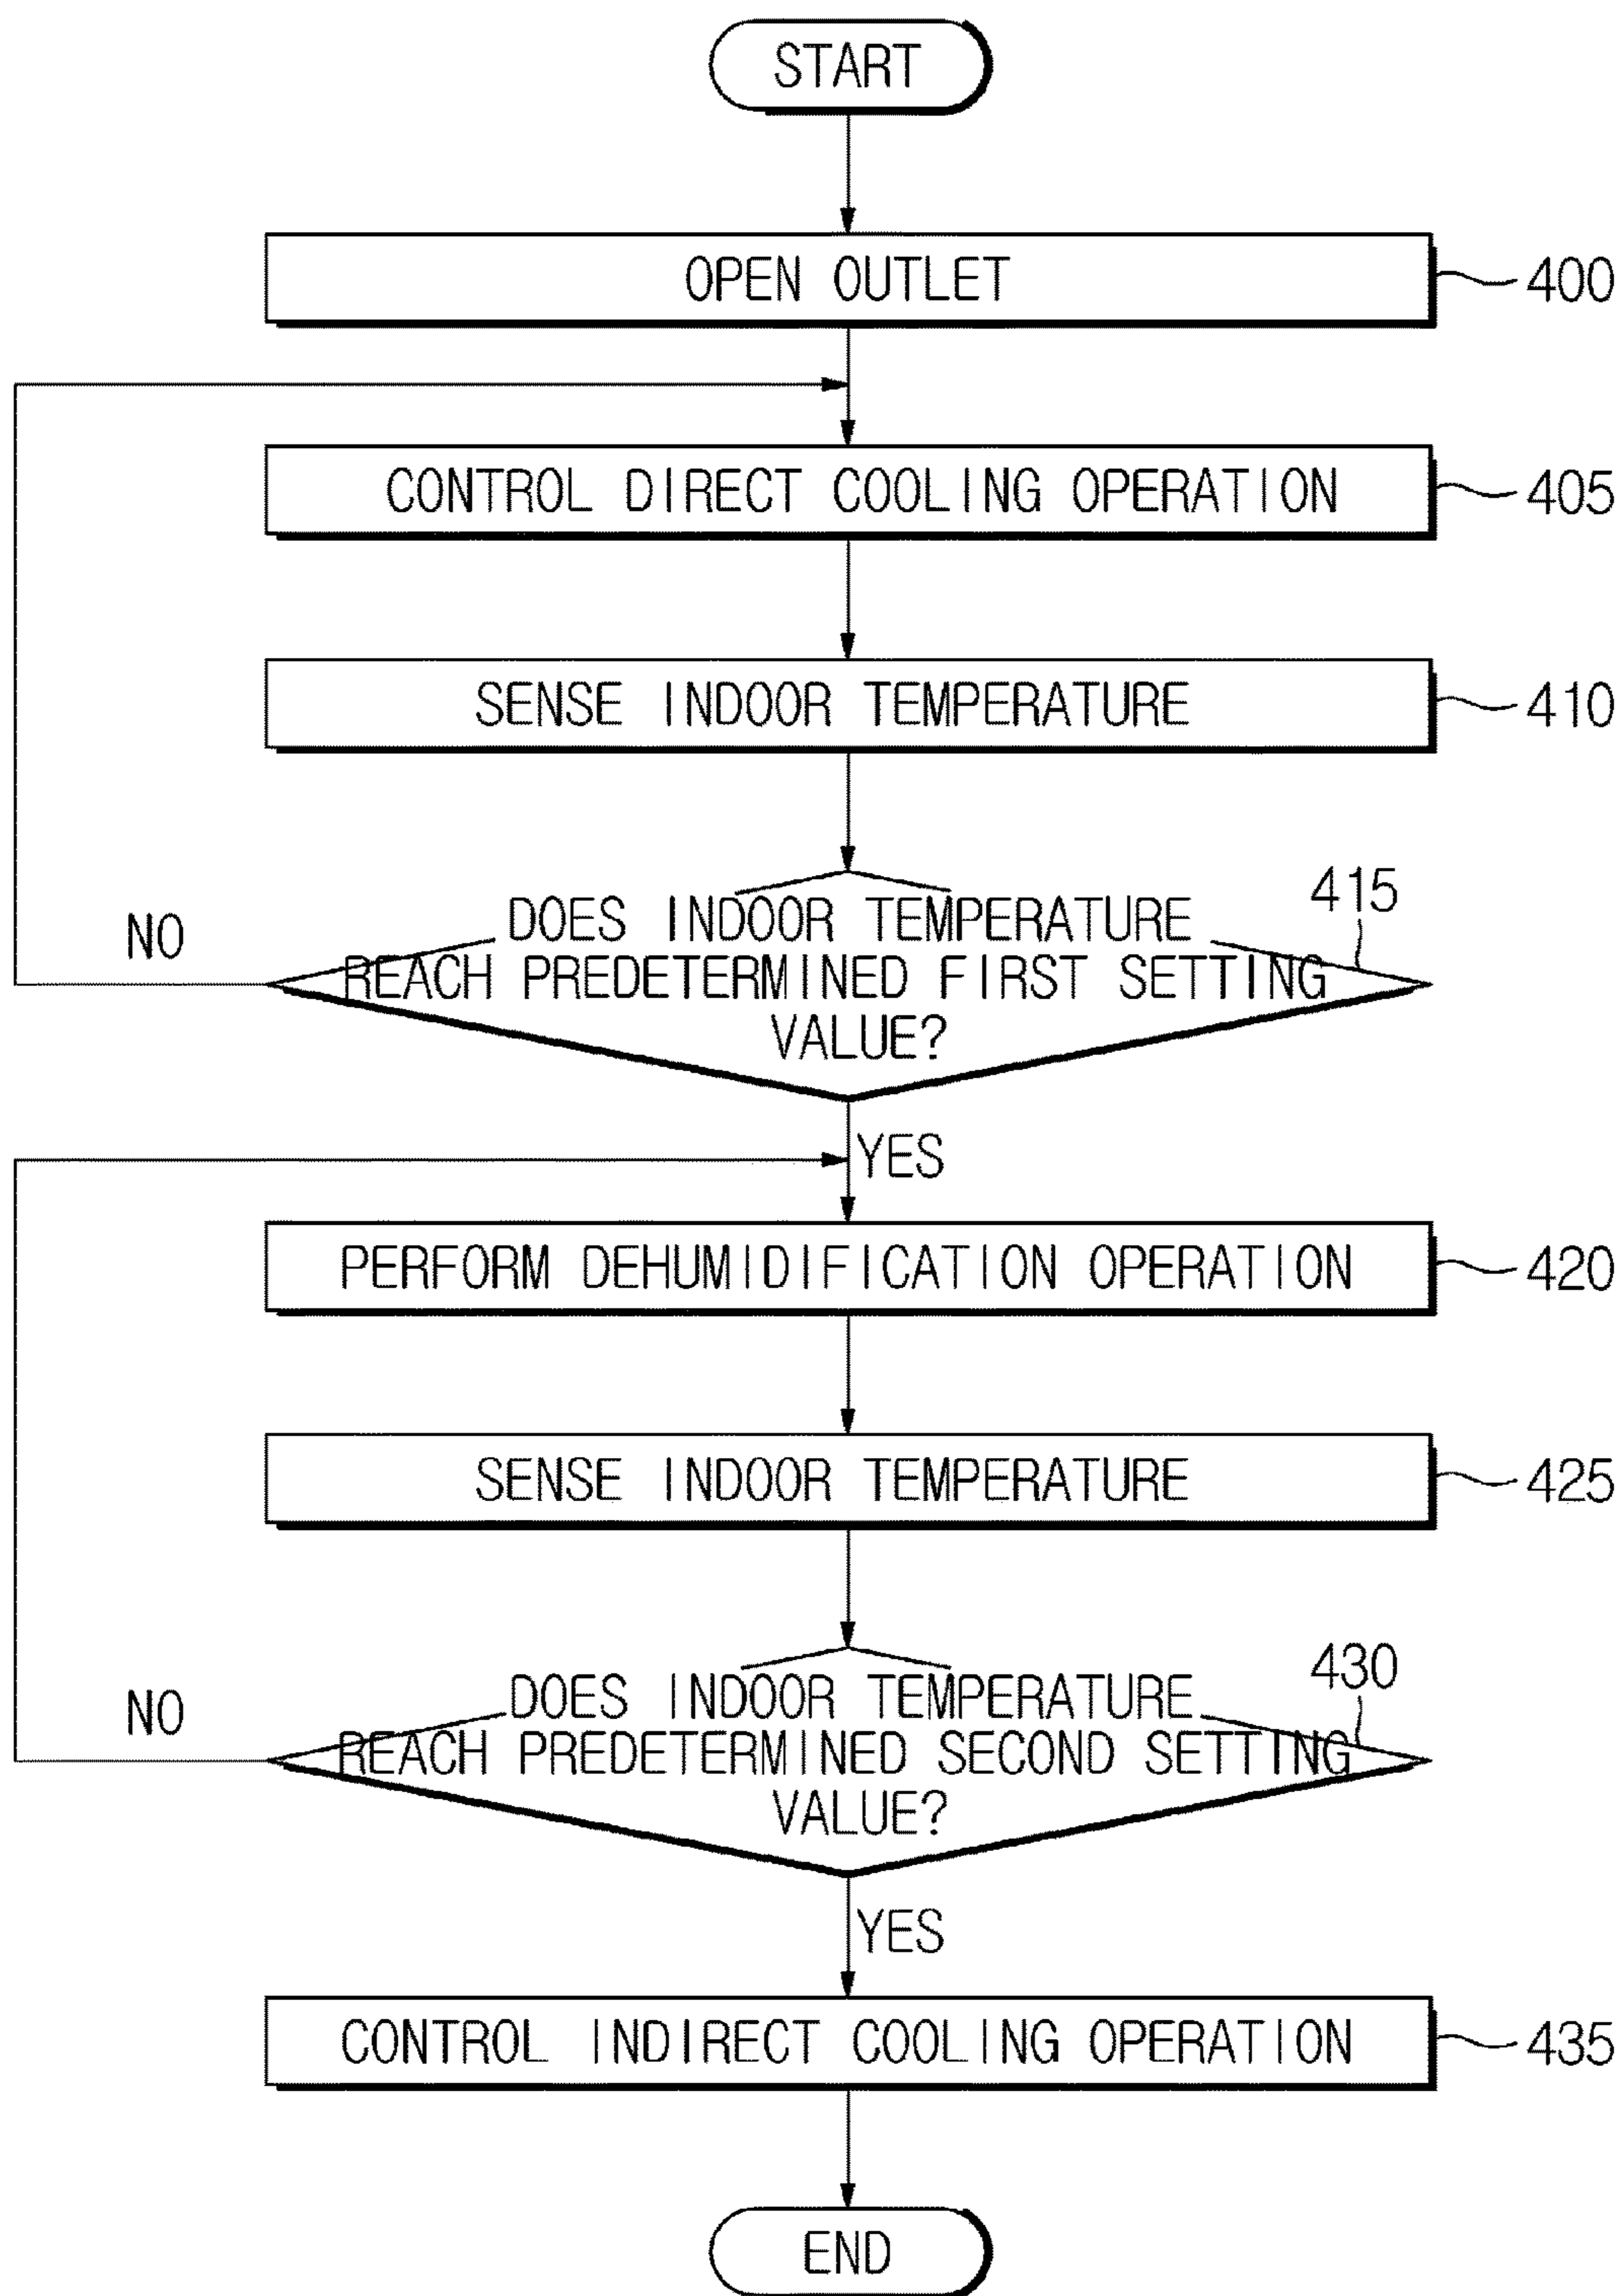 START
OPEN OUTLET
400
CONTROL DIRECT COOLING OPERATION
405
SENSE INDOOR TEMPERATURE
410
415
NO
DOES INDOOR TEMPERATURE
REACH PREDETERMINED FIRST SETTING
VALUE?
YES
PERFORM DEHUMIDIFICATION OPERATION
420
SENSE INDOOR TEMPERATURE
425
430
NO
DOES INDOOR TEMPERATURE
REACH PREDETERMINED SECOND SETTING
VALUE?
YES
CONTROL INDIRECT COOLING OPERATION
435
END